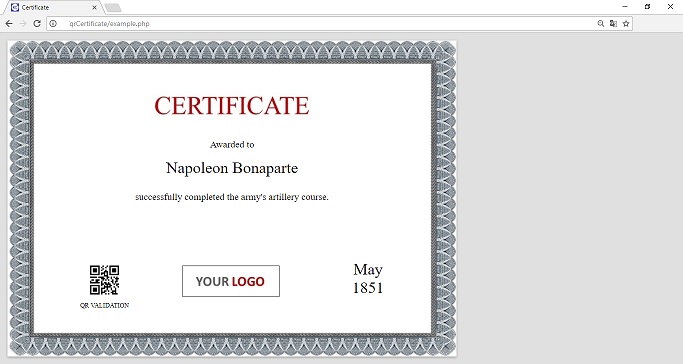 Certificate
qrCertificate/example.php
CERTIFICATE
Awarded to
Napoleon Bonaparte
successfully completed the army's artillery course.
YOUR LOGO
May
1851
QR VALIDATION